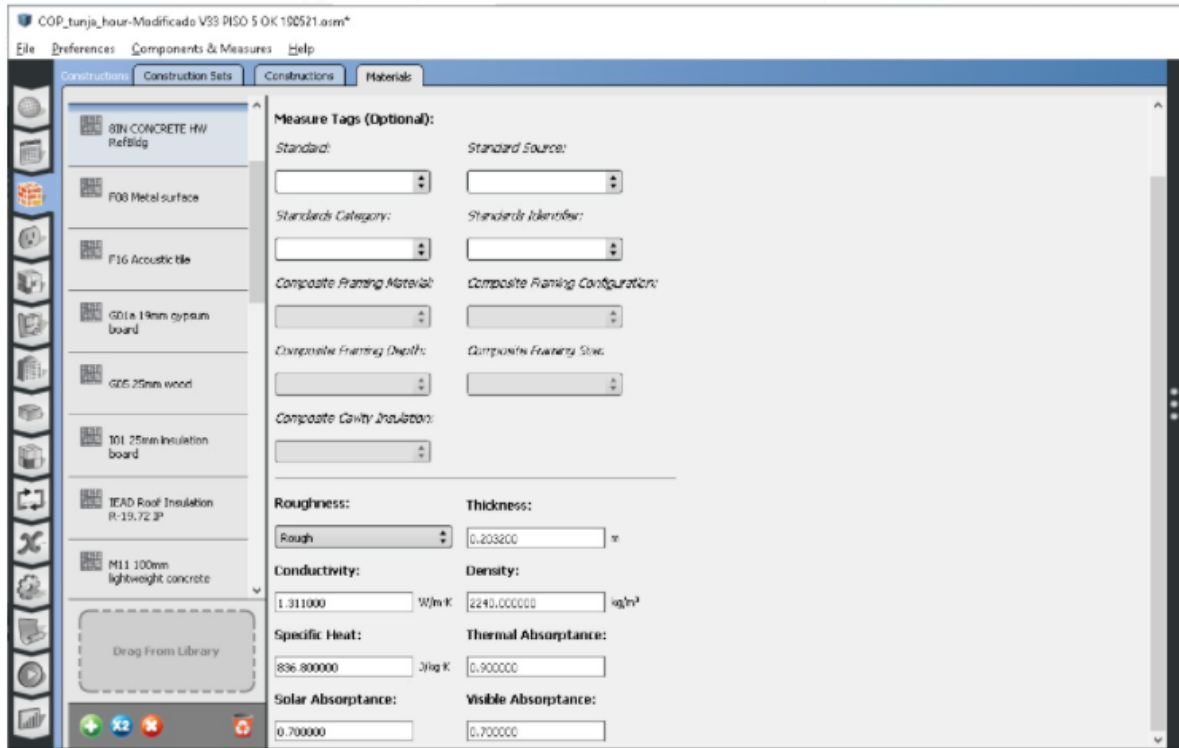 COP_tunja_hour-Modificado V33 PISO 5 OK 190521.osm*
File Preferences Components & Measures Help
Constructions Construction Sets Constructions Materials
8IN CONCRETE HW
RefBldg
F08 Metal surface
F16 Acoustic tile
G01a 19mm gypsum
board
G05 25mm wood
I01 25mm insulation
board
IEAD Roof Insulation
R-19.72 IP
M11 100mm
lightweight concrete
Drag From Library
X2
Measure Tags (Optional):
Standard: Standard Source:
Standards Category: Standards Identifier:
Composite Framing Material: Composite Framing Configuration:
Composite Framing Depth: Composite Framing Size:
Composite Cavity Insulation:
Roughness: Thickness:
Rough 0.203200 m
Conductivity: Density:
1.311000 W/m·K 2240.000000 kg/m³
Specific Heat: Thermal Absorptance:
836.800000 J/kg·K 0.900000
Solar Absorptance: Visible Absorptance:
0.700000 0.700000